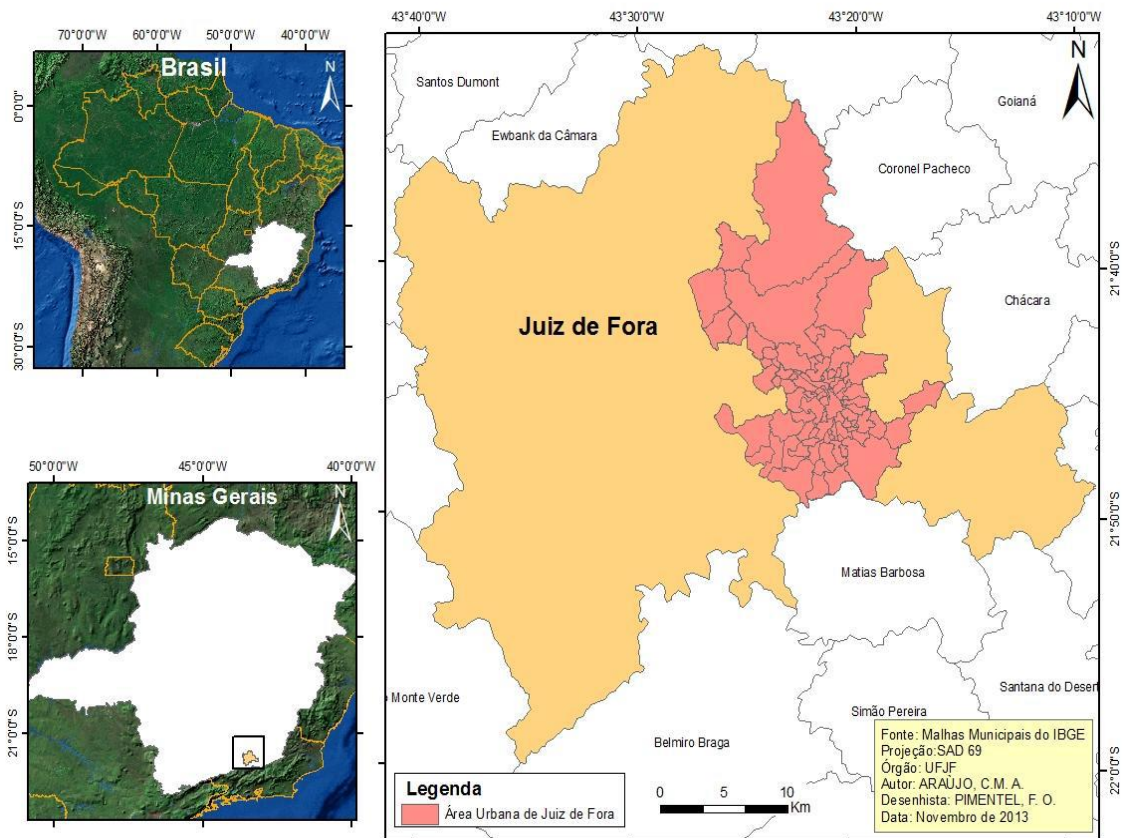 70°0'0"W 60°0'0"W 50°0'0"W 40°0'0"W
Brasil
N
0°0'0"
15°0'0"S
30°0'0"S
50°0'0"W 45°0'0"W 40°0'0"W
Minas Gerais
N
15°0'0"S
18°0'0"S
21°0'0"S
43°40'0"W 43°30'0"W 43°20'0"W 43°10'0"W
N
Santos Dumont
Goianá
Ewbank da Câmara
Coronel Pacheco
21°40'0"S
Chácara
Juiz de Fora
21°50'0"S
Matias Barbosa
Monte Verde
Santana do Desert
Simão Pereira
Belmiro Braga
22°0'0"S
Legenda
Área Urbana de Juiz de Fora
0 5 10
Km
Fonte: Malhas Municipais do IBGE
Projeção:SAD 69
Órgão: UFJF
Autor: ARAÙJO, C.M. A.
Desenhista: PIMENTEL, F. O.
Data: Novembro de 2013